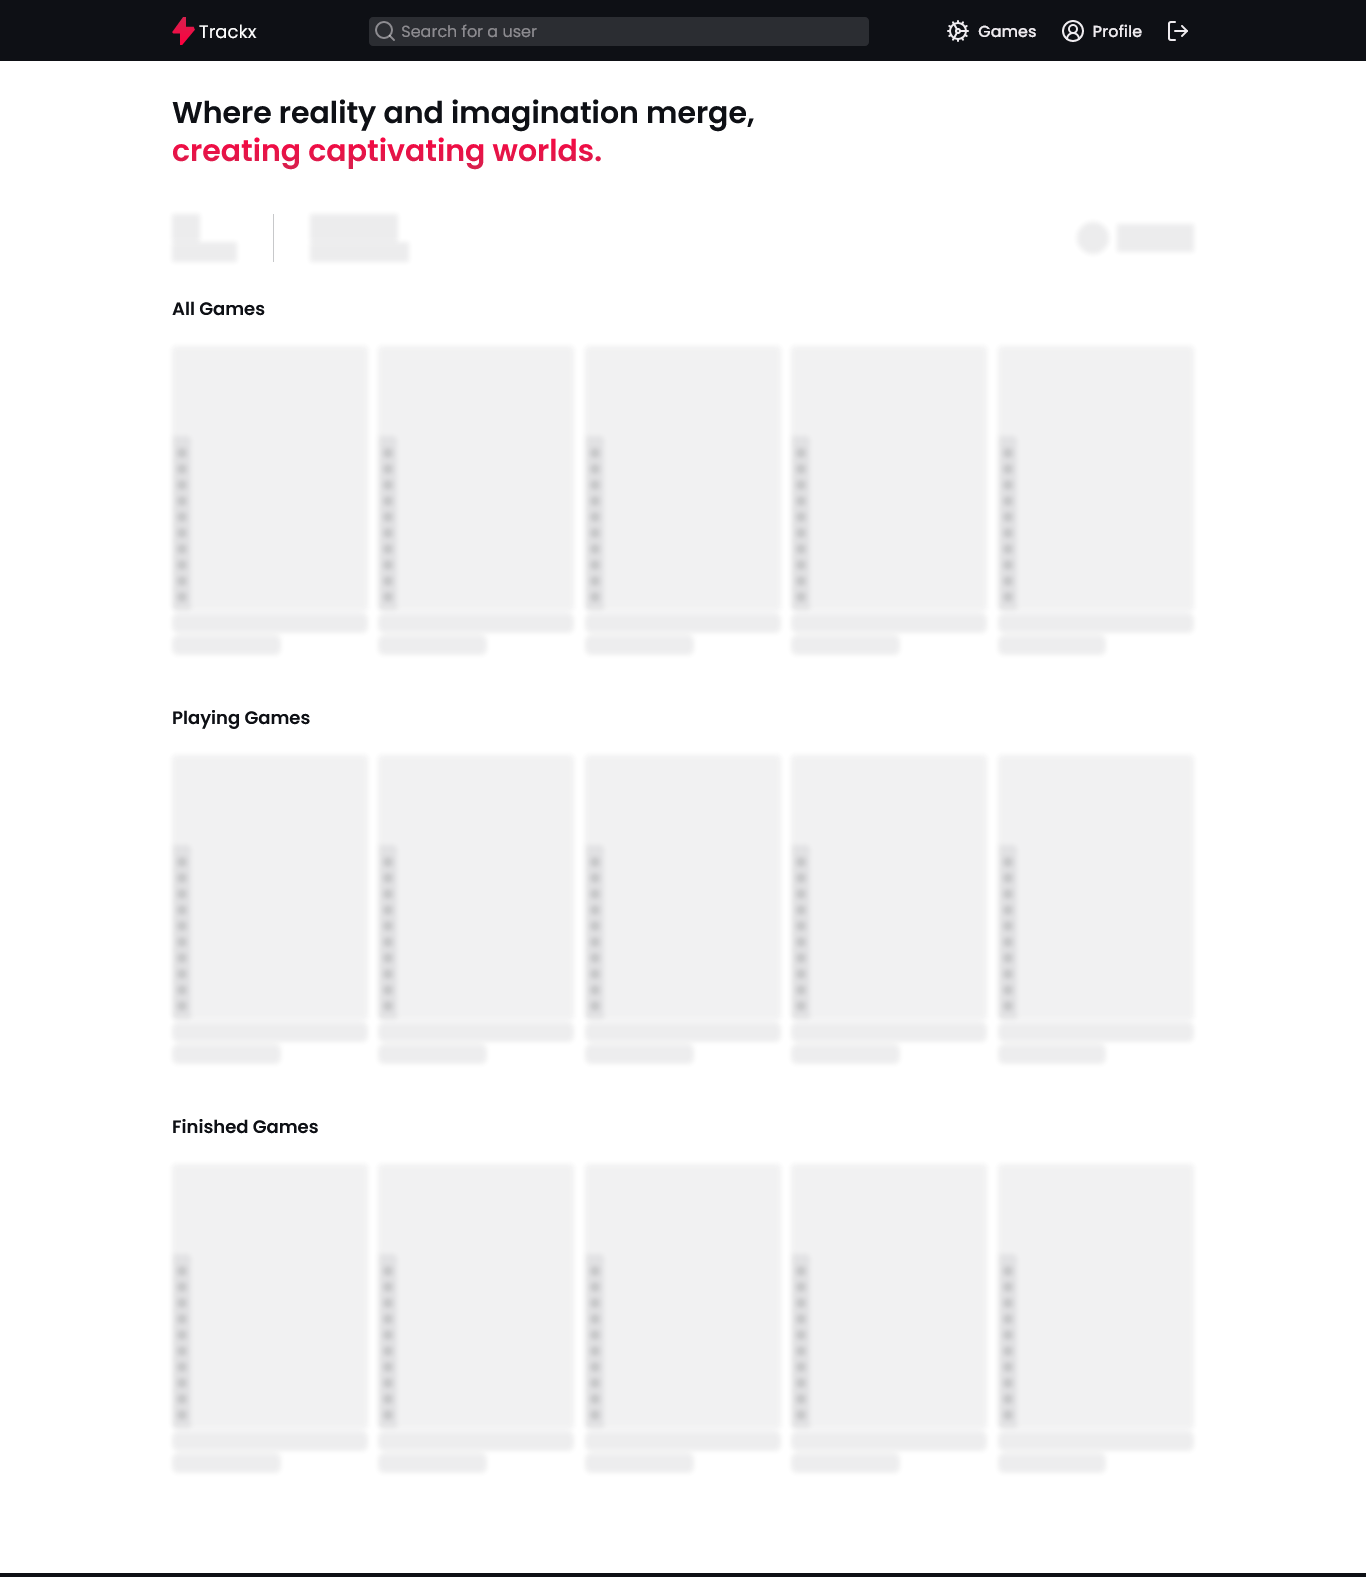 Trackx
Search for a user
Games
Profile
Where reality and imagination merge,
creating captivating worlds.
All Games
Playing Games
Finished Games